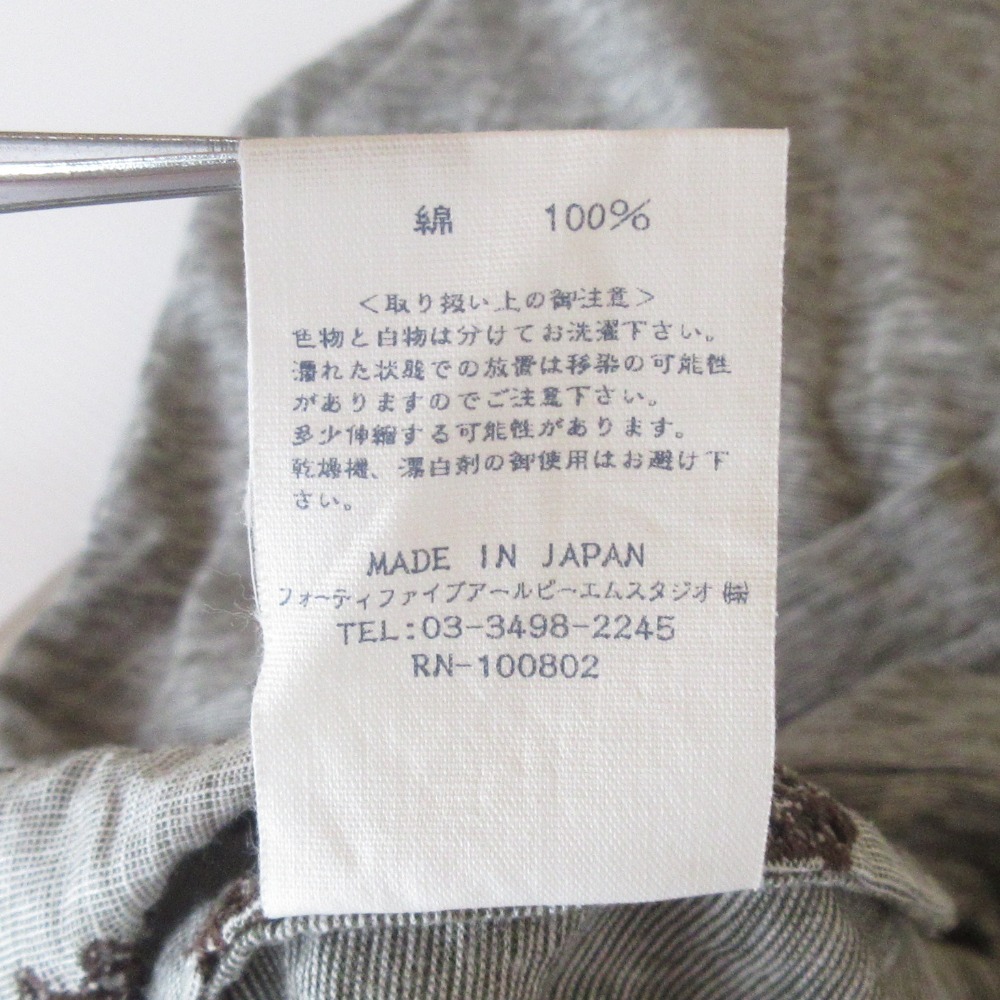 綿 100%
＜取り扱い上の御注意＞
色物と白物は分けてお洗濯下さい。
濡れた状態での放置は移染の可能性
がありますのでご注意下さい。
多少伸縮する可能性があります。
乾燥機、漂白剤の御使用はお避け下
さい。
MADE IN JAPAN
フォーティファイブアールピーエムスタジオ㈱
TEL:03-3498-2245
RN-100802